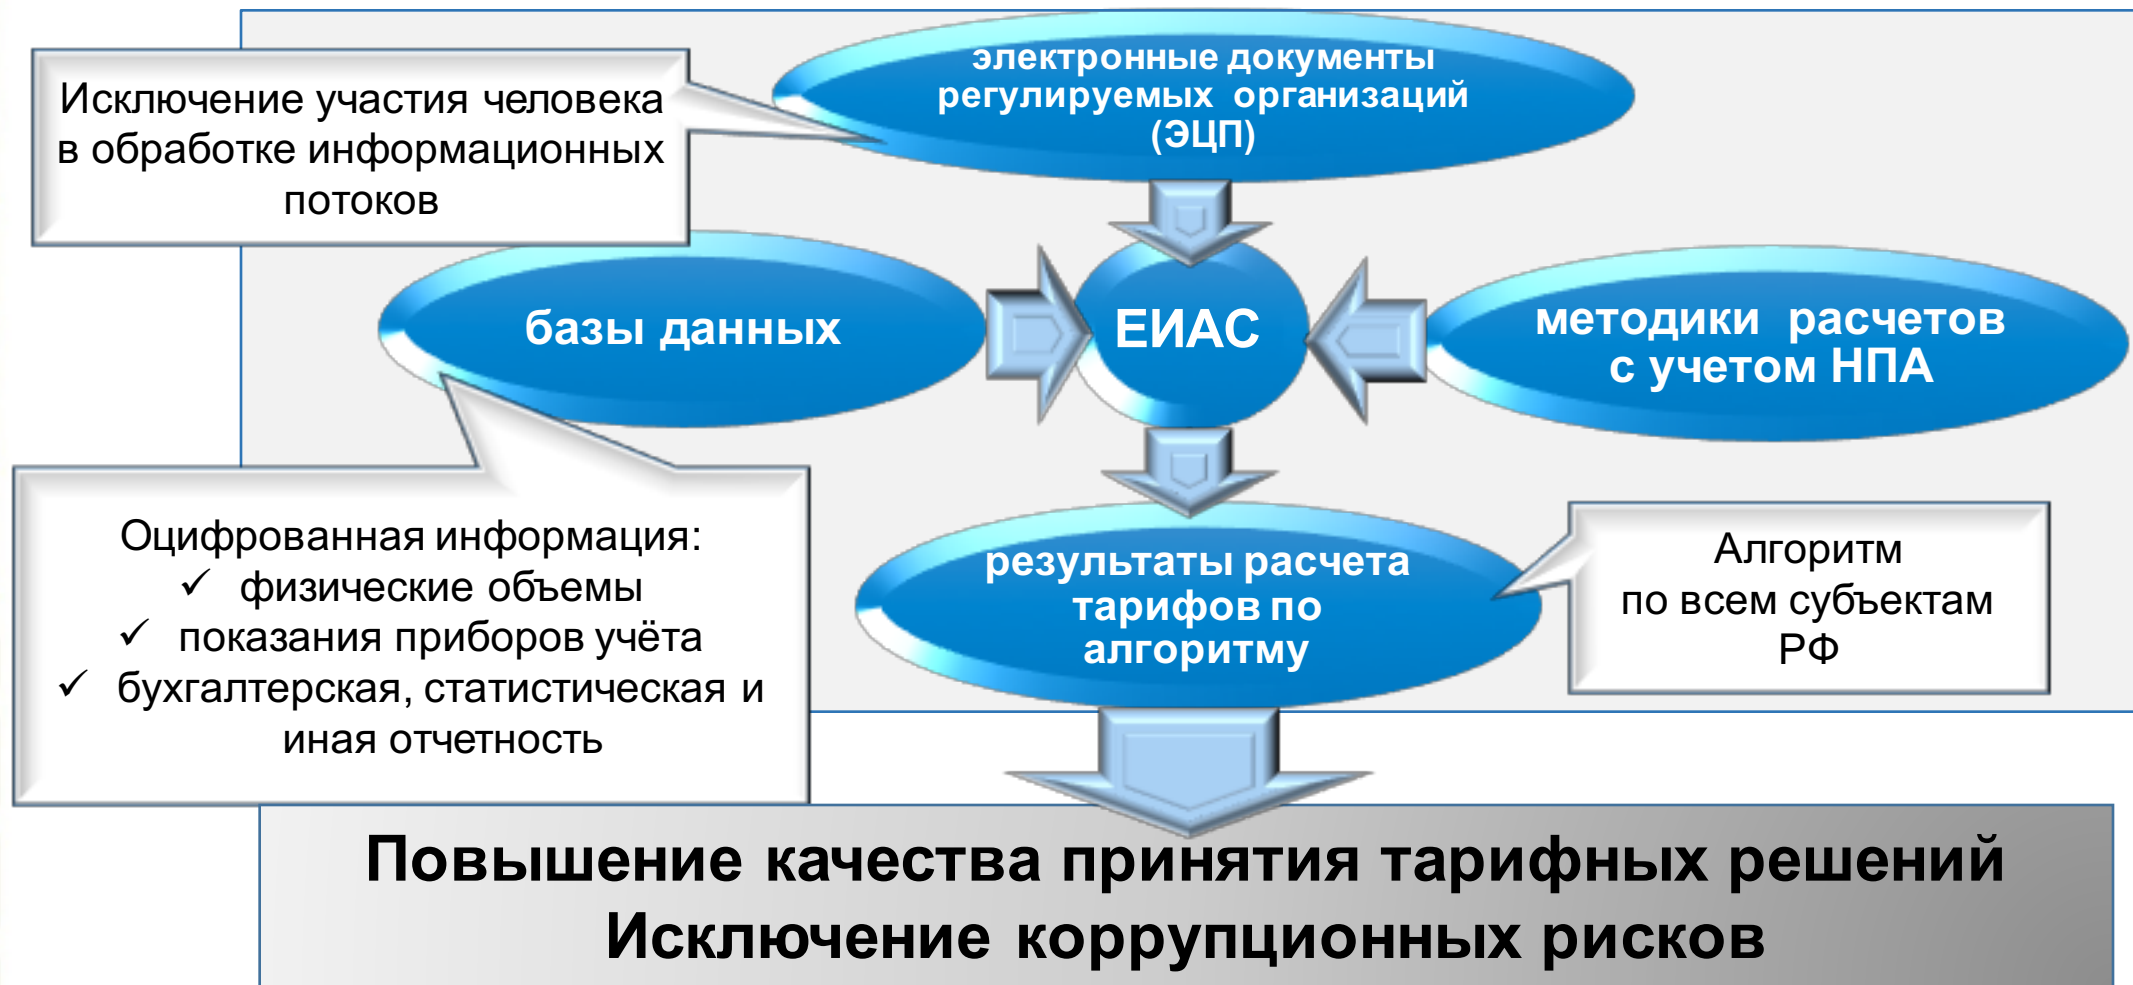 электронные документы
регулируемых организаций
(ЭЦП)
Исключение участия человека
в обработке информационных
потоков
базы данных
ЕИАС
методики расчетов
с учетом НПА
Оцифрованная информация:
✓ физические объемы
✓ показания приборов учёта
✓ бухгалтерская, статистическая и
иная отчетность
результаты расчета
тарифов по
алгоритму
Алгоритм
по всем субъектам
РФ
Повышение качества принятия тарифных решений
Исключение коррупционных рисков